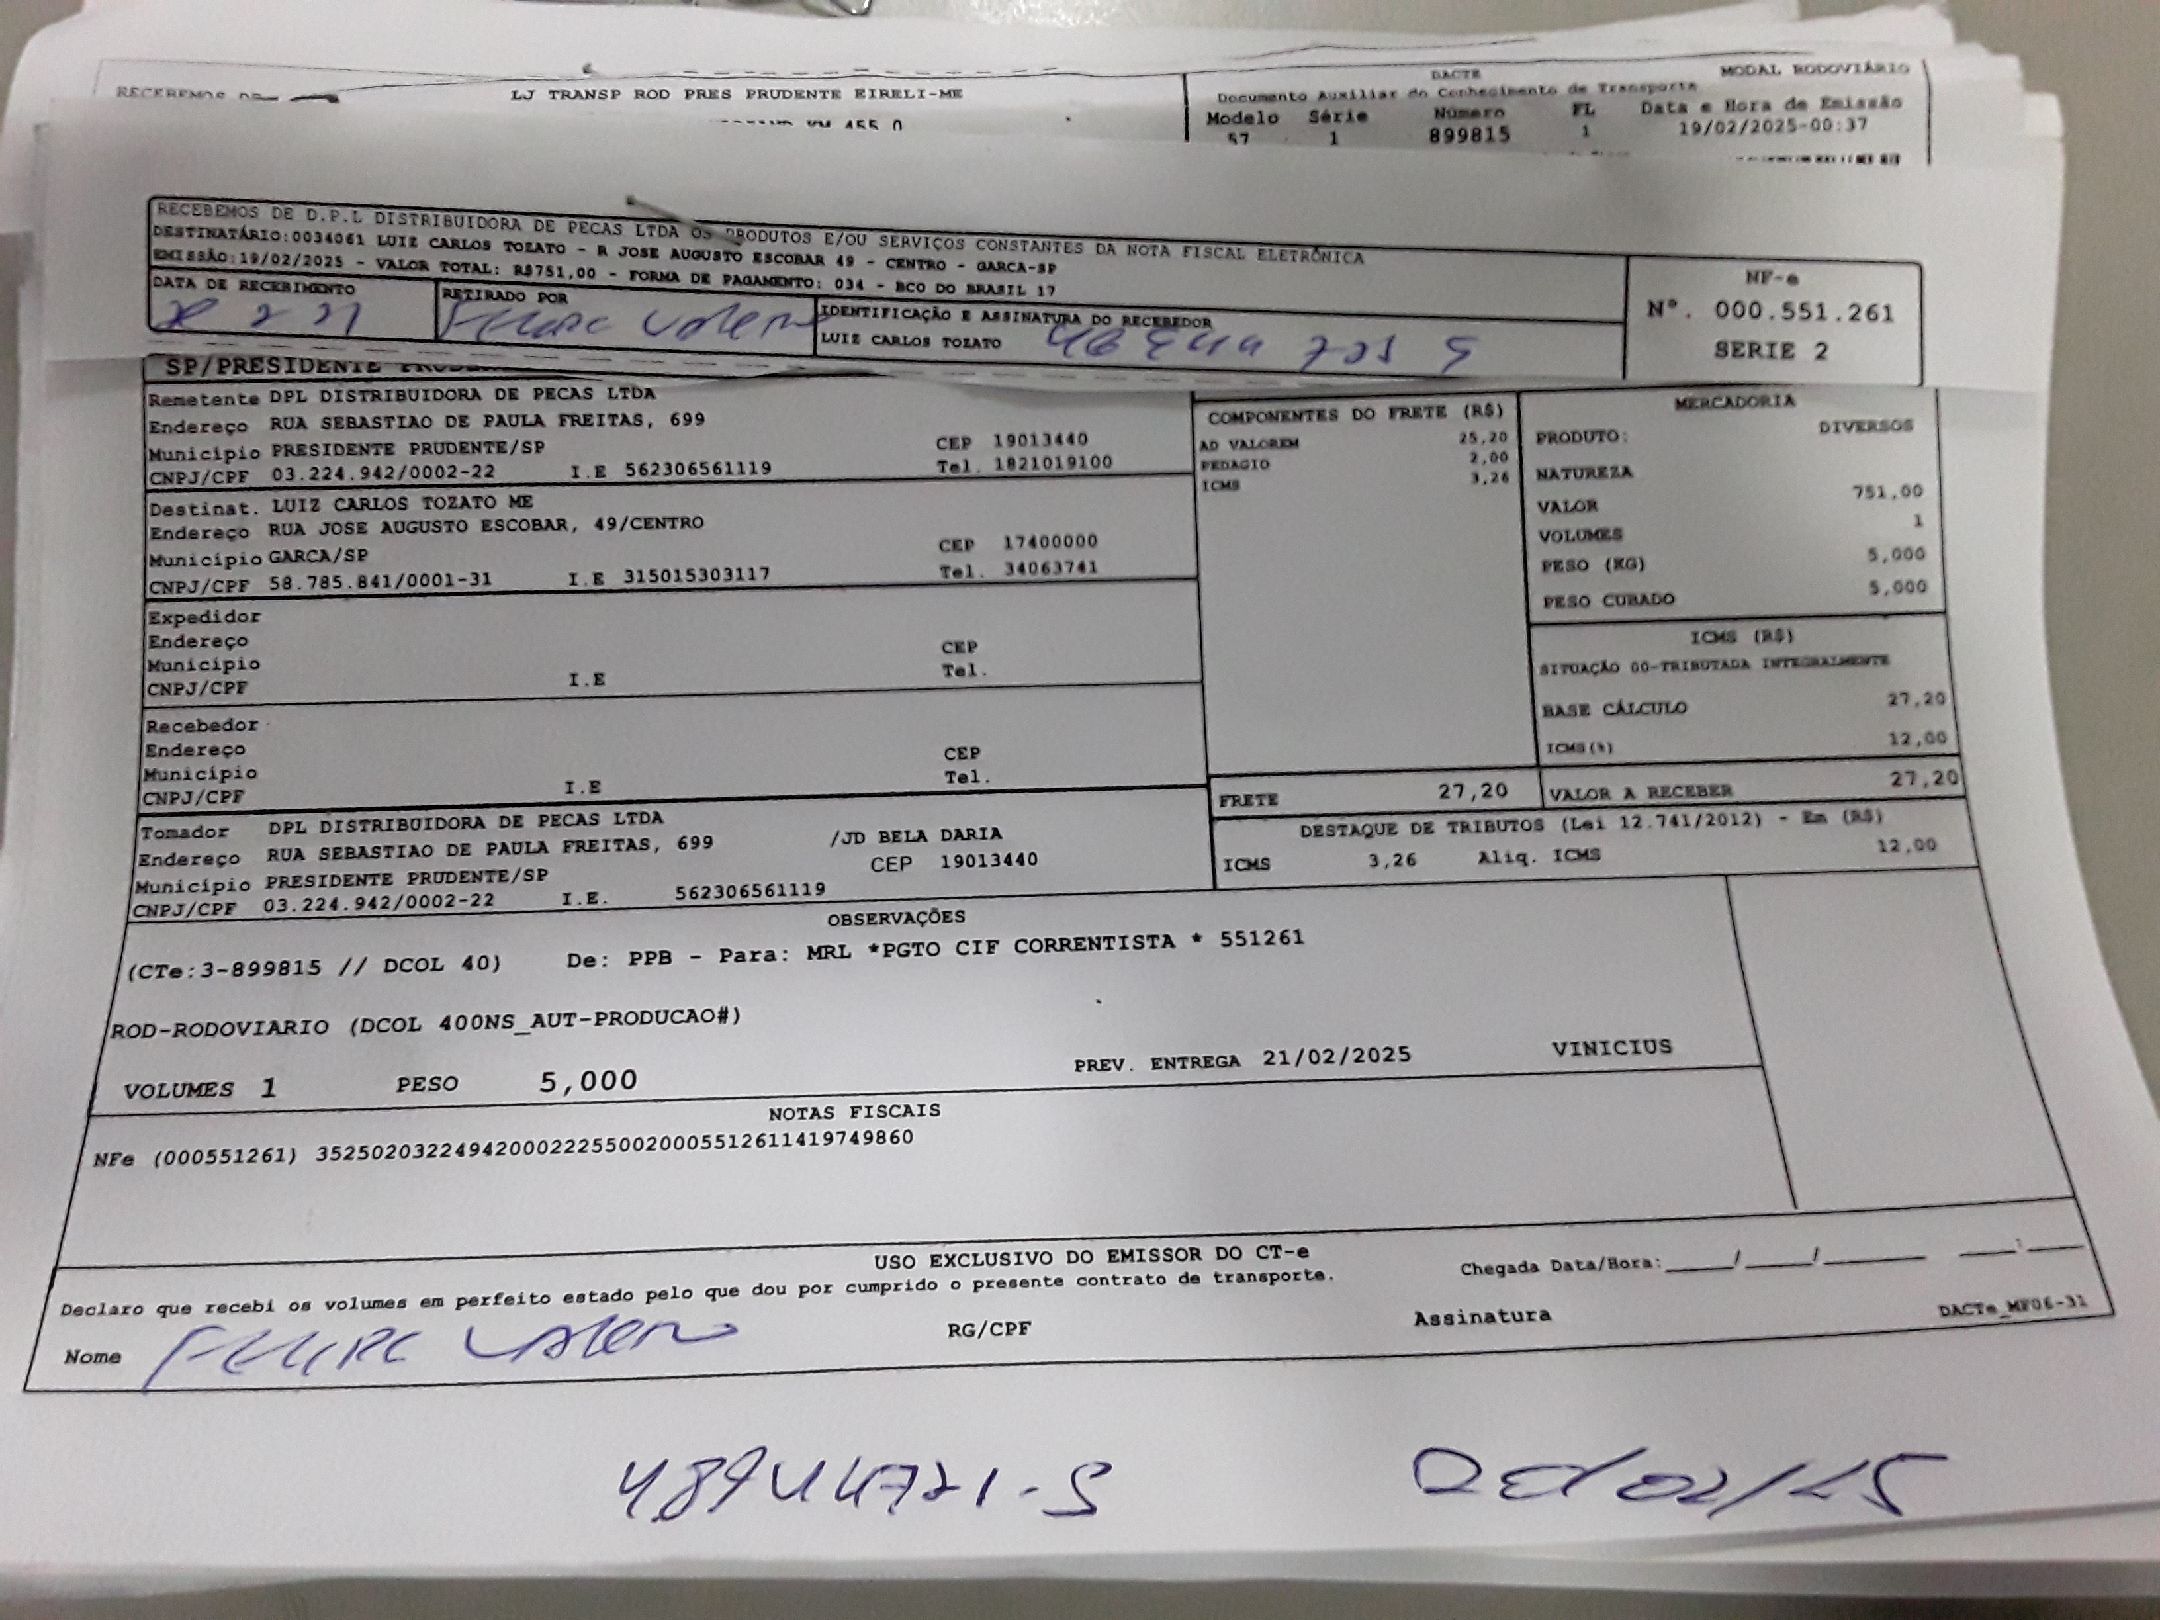 LJ TRANSP ROD PRES PRUDENTE EIRELI-ME
DACTE
MODAL RODOVIÁRIO
RECEBEMOS DE
Documento Auxiliar do Conhecimento de Transporte
Modelo Série Número FL Data e Hora de Emissão
57 1 899815 1 19/02/2025-00:37
RECEBEMOS DE D.P.L DISTRIBUIDORA DE PECAS LTDA OS PRODUTOS E/OU SERVIÇOS CONSTANTES DA NOTA FISCAL ELETRÔNICA
DESTINATÁRIO:0034061 LUIZ CARLOS TOZATO - R JOSE AUGUSTO ESCOBAR 49 - CENTRO - GARCA-SP
EMISSÃO:19/02/2025 - VALOR TOTAL: R$751,00 - FORMA DE PAGAMENTO: 034 - BCO DO BRASIL 17
NF-e
Nº. 000.551.261
SERIE 2
DATA DE RECEBIMENTO
RETIRADO POR
IDENTIFICAÇÃO E ASSINATURA DO RECEBEDOR
LUIZ CARLOS TOZATO
SP/PRESIDENTE
Remetente DPL DISTRIBUIDORA DE PECAS LTDA
Endereço RUA SEBASTIAO DE PAULA FREITAS, 699
Município PRESIDENTE PRUDENTE/SP CEP 19013440
CNPJ/CPF 03.224.942/0002-22 I.E 562306561119 Tel. 1821019100
Destinat. LUIZ CARLOS TOZATO ME
Endereço RUA JOSE AUGUSTO ESCOBAR, 49/CENTRO
Município GARCA/SP CEP 17400000
CNPJ/CPF 58.785.841/0001-31 I.E 315015303117 Tel. 34063741
Expedidor
Endereço
Município CEP
CNPJ/CPF I.E Tel.
Recebedor
Endereço
Município CEP
CNPJ/CPF I.E Tel.
Tomador DPL DISTRIBUIDORA DE PECAS LTDA
Endereço RUA SEBASTIAO DE PAULA FREITAS, 699 /JD BELA DARIA
Município PRESIDENTE PRUDENTE/SP CEP 19013440
CNPJ/CPF 03.224.942/0002-22 I.E. 562306561119
COMPONENTES DO FRETE (R$)
AD VALOREM 25,20
PEDAGIO 2,00
ICMS 3,26
MERCADORIA
PRODUTO: DIVERSOS
NATUREZA
VALOR 751,00
VOLUMES 1
PESO (KG) 5,000
PESO CUBADO 5,000
ICMS (R$)
SITUAÇÃO 00-TRIBUTADA INTEGRALMENTE
BASE CÁLCULO 27,20
ICMS(%) 12,00
FRETE 27,20
VALOR A RECEBER 27,20
DESTAQUE DE TRIBUTOS (Lei 12.741/2012) - Em (R$)
ICMS 3,26 Aliq. ICMS 12,00
OBSERVAÇÕES
(CTe:3-899815 // DCOL 40) De: PPB - Para: MRL *PGTO CIF CORRENTISTA * 551261
ROD-RODOVIARIO (DCOL 400NS_AUT-PRODUCAO#)
VOLUMES 1 PESO 5,000 PREV. ENTREGA 21/02/2025 VINICIUS
NOTAS FISCAIS
NFe (000551261) 35250203224942000222550020005512611419749860
USO EXCLUSIVO DO EMISSOR DO CT-e
Declaro que recebi os volumes em perfeito estado pelo que dou por cumprido o presente contrato de transporte.
Chegada Data/Hora:_____/_____/_______ ____:____
Nome RG/CPF Assinatura
DACTe_MF06-31